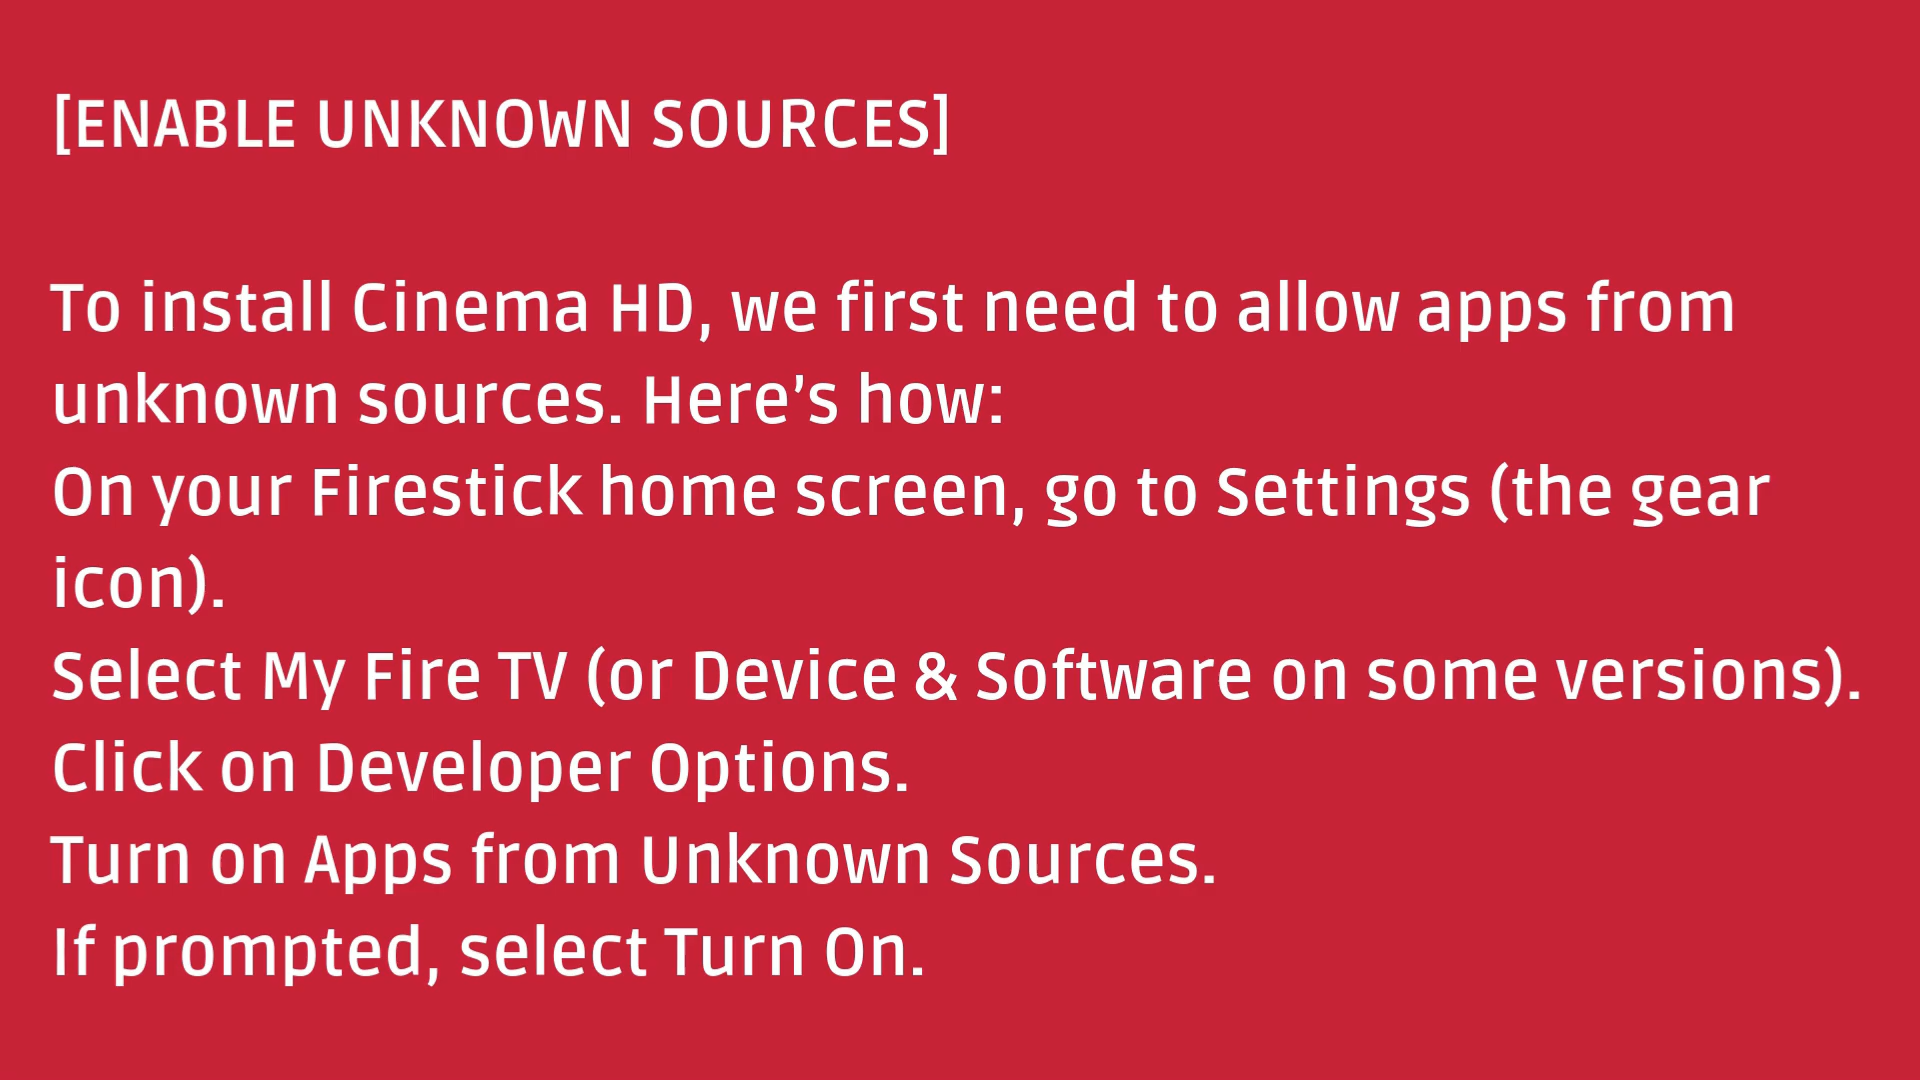 [ENABLE UNKNOWN SOURCES]
To install Cinema HD, we first need to allow apps from
unknown sources. Here’s how:
On your Firestick home screen, go to Settings (the gear
icon).
Select My Fire TV (or Device & Software on some versions).
Click on Developer Options.
Turn on Apps from Unknown Sources.
If prompted, select Turn On.